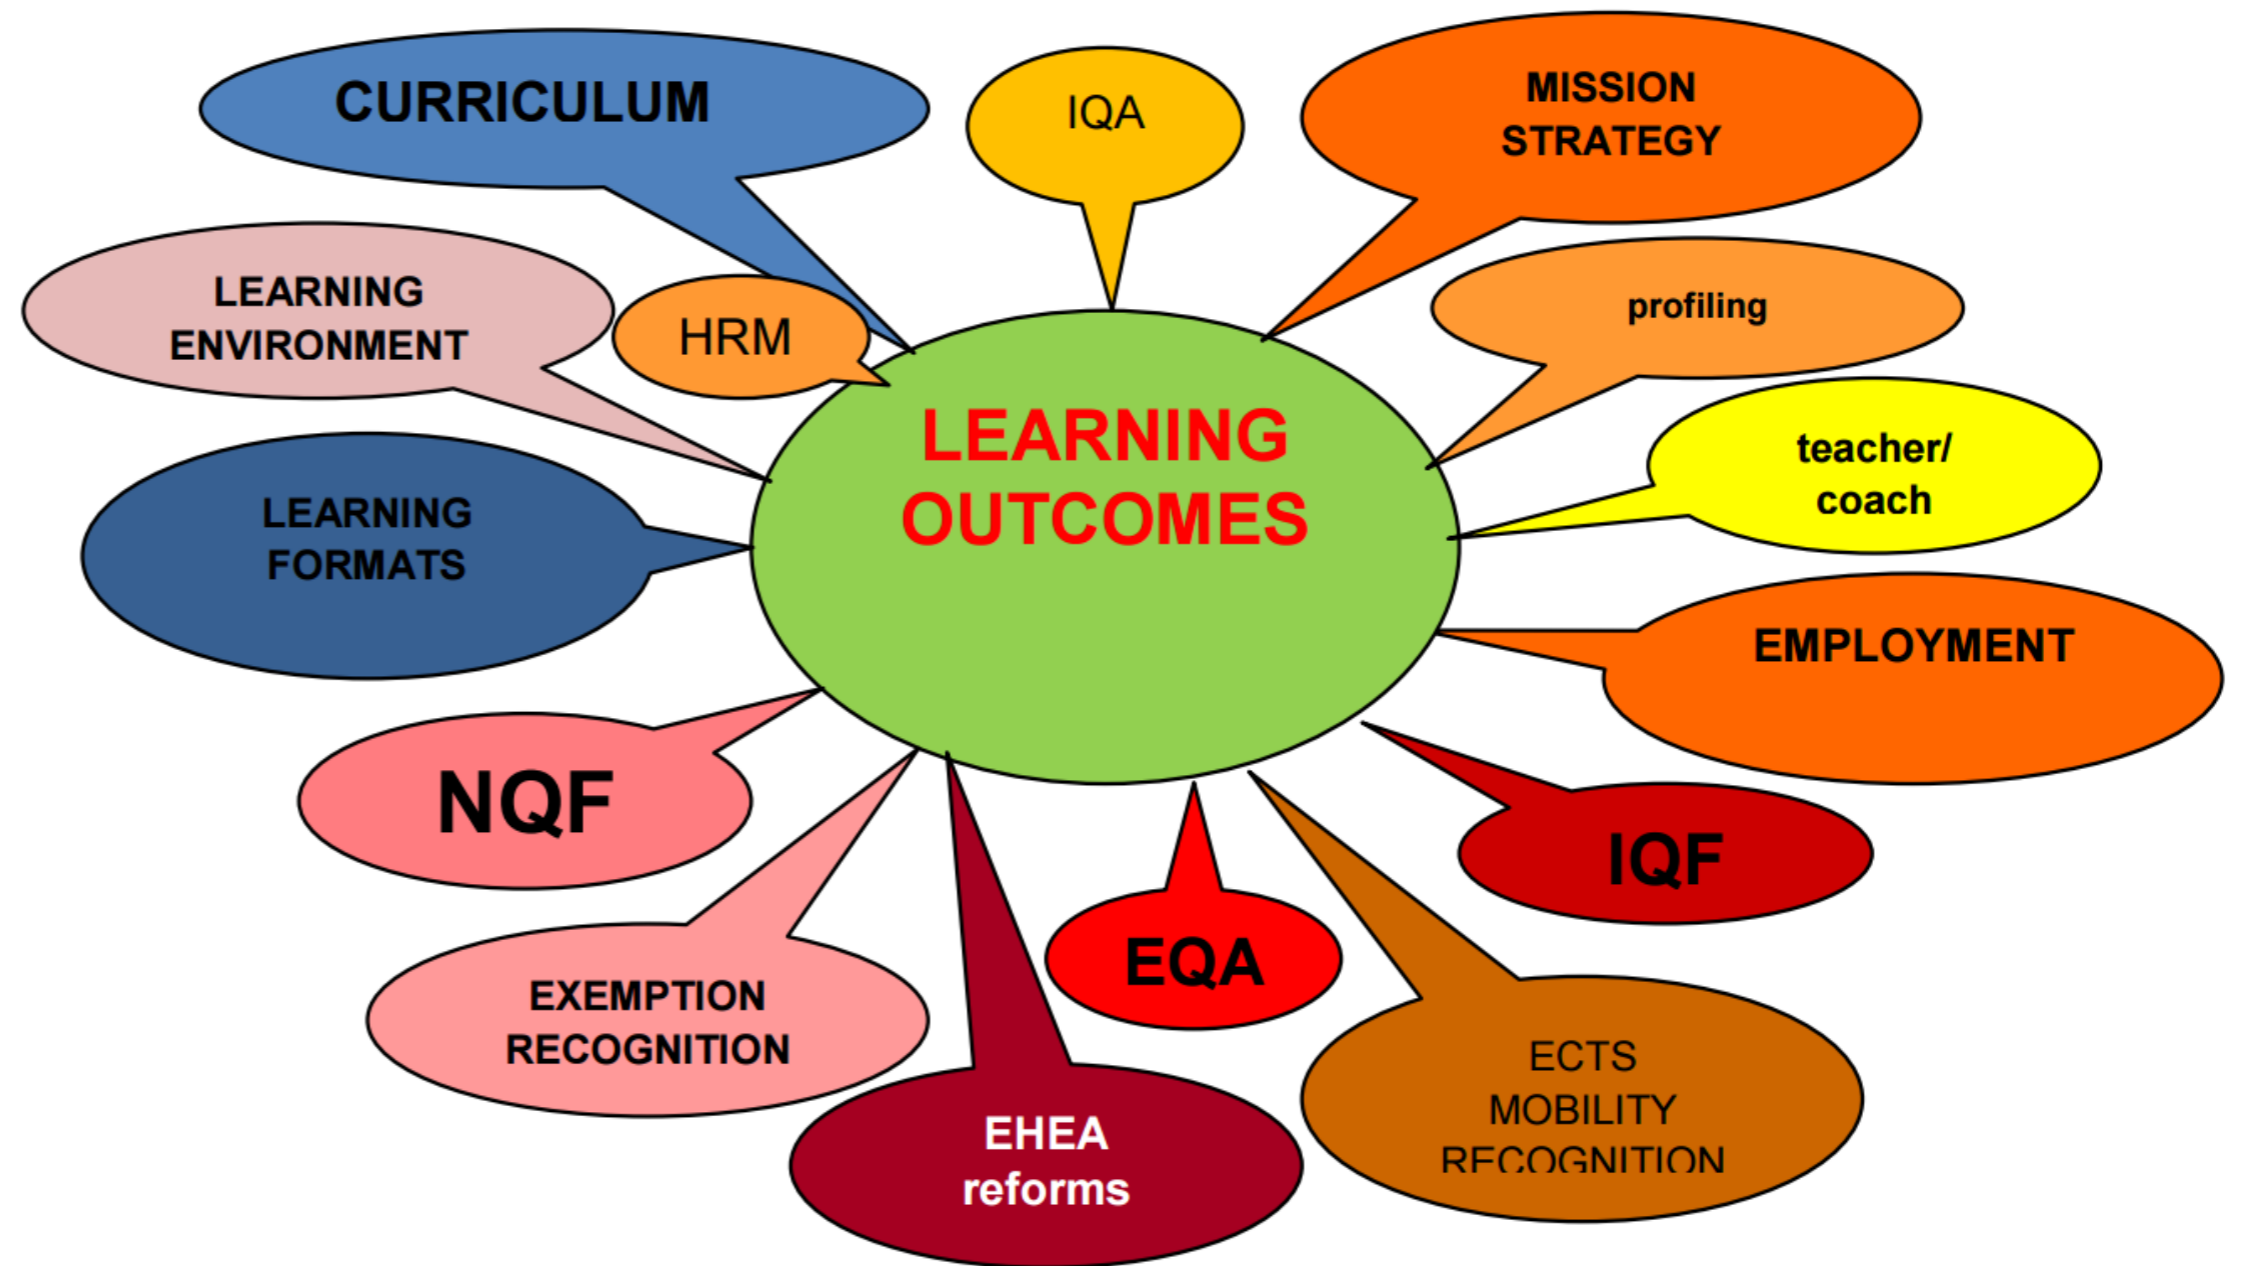 CURRICULUM
IQA
MISSION
STRATEGY
LEARNING
ENVIRONMENT
HRM
profiling
LEARNING
OUTCOMES
teacher/
coach
LEARNING
FORMATS
EMPLOYMENT
NQF
IQF
EXEMPTION
RECOGNITION
EQA
ECTS
MOBILITY
RECOGNITION
EHEA
reforms